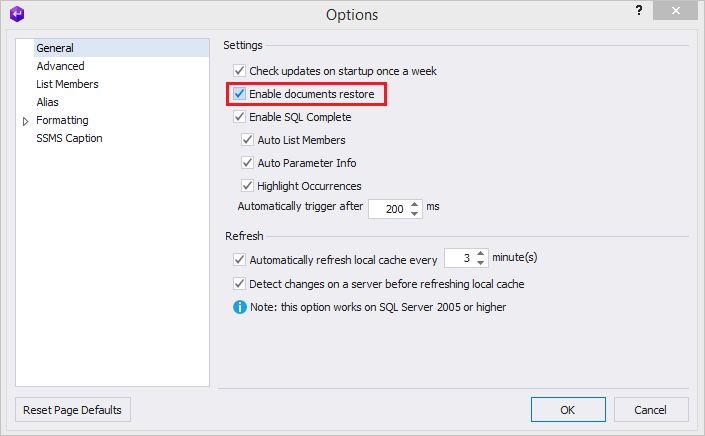 Options
?
General
Advanced
List Members
Alias
Formatting
SSMS Caption
Settings
Check updates on startup once a week
Enable documents restore
Enable SQL Complete
Auto List Members
Auto Parameter Info
Highlight Occurrences
Automatically trigger after 200 ms
Refresh
Automatically refresh local cache every 3 minute(s)
Detect changes on a server before refreshing local cache
Note: this option works on SQL Server 2005 or higher
Reset Page Defaults
OK
Cancel